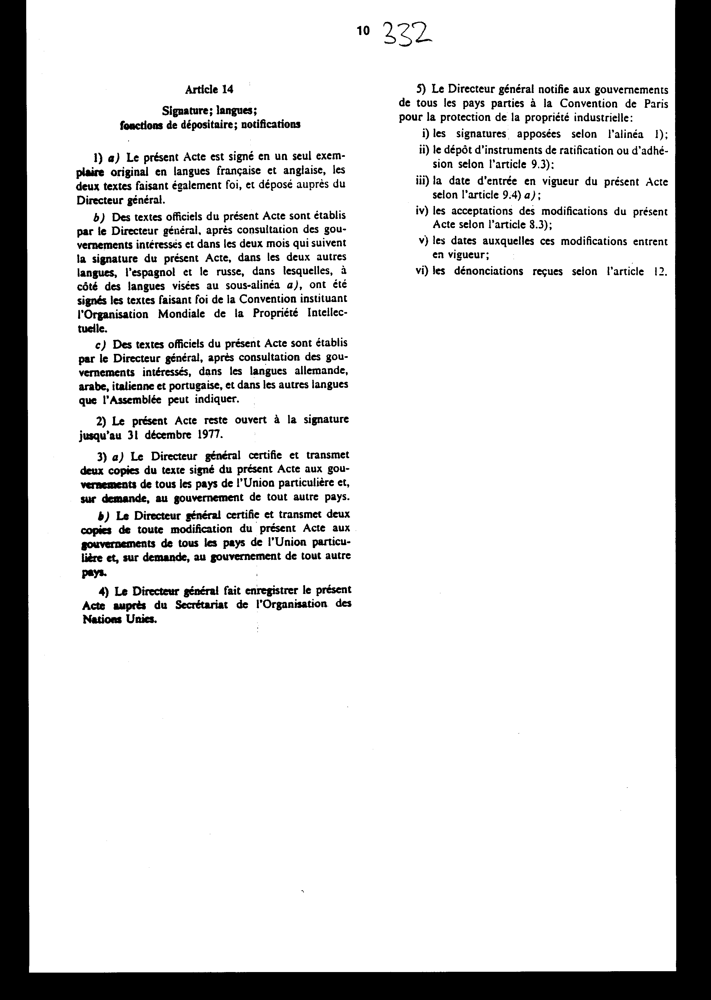 10 332
Article 14
Signature; langues;
fonctions de dépositaire; notifications
1) a) Le présent Acte est signé en un seul exem-
plaire original en langues française et anglaise, les
deux textes faisant également foi, et déposé auprès du
Directeur général.
b) Des textes officiels du présent Acte sont établis
par le Directeur général, après consultation des gou-
vernements intéressés et dans les deux mois qui suivent
la signature du présent Acte, dans les deux autres
langues, l'espagnol et le russe, dans lesquelles, à
côté des langues visées au sous-alinéa a), ont été
signés les textes faisant foi de la Convention instituant
l'Organisation Mondiale de la Propriété Intellec-
tuelle.
c) Des textes officiels du présent Acte sont établis
par le Directeur général, après consultation des gou-
vernements intéressés, dans les langues allemande,
arabe, italienne et portugaise, et dans les autres langues
que l'Assemblée peut indiquer.
2) Le présent Acte reste ouvert à la signature
jusqu'au 31 décembre 1977.
3) a) Le Directeur général certifie et transmet
deux copies du texte signé du présent Acte aux gou-
vernements de tous les pays de l'Union particulière et,
sur demande, au gouvernement de tout autre pays.
b) Le Directeur général certifie et transmet deux
copies de toute modification du présent Acte aux
gouvernements de tous les pays de l'Union particu-
lière et, sur demande, au gouvernement de tout autre
pays.
4) Le Directeur général fait enregistrer le présent
Acte auprès du Secrétariat de l'Organisation des
Nations Unies.
5) Le Directeur général notifie aux gouvernements
de tous les pays parties à la Convention de Paris
pour la protection de la propriété industrielle:
i) les signatures apposées selon l'alinéa 1);
ii) le dépôt d'instruments de ratification ou d'adhé-
sion selon l'article 9.3);
iii) la date d'entrée en vigueur du présent Acte
selon l'article 9.4) a);
iv) les acceptations des modifications du présent
Acte selon l'article 8.3);
v) les dates auxquelles ces modifications entrent
en vigueur;
vi) les dénonciations reçues selon l'article 12.